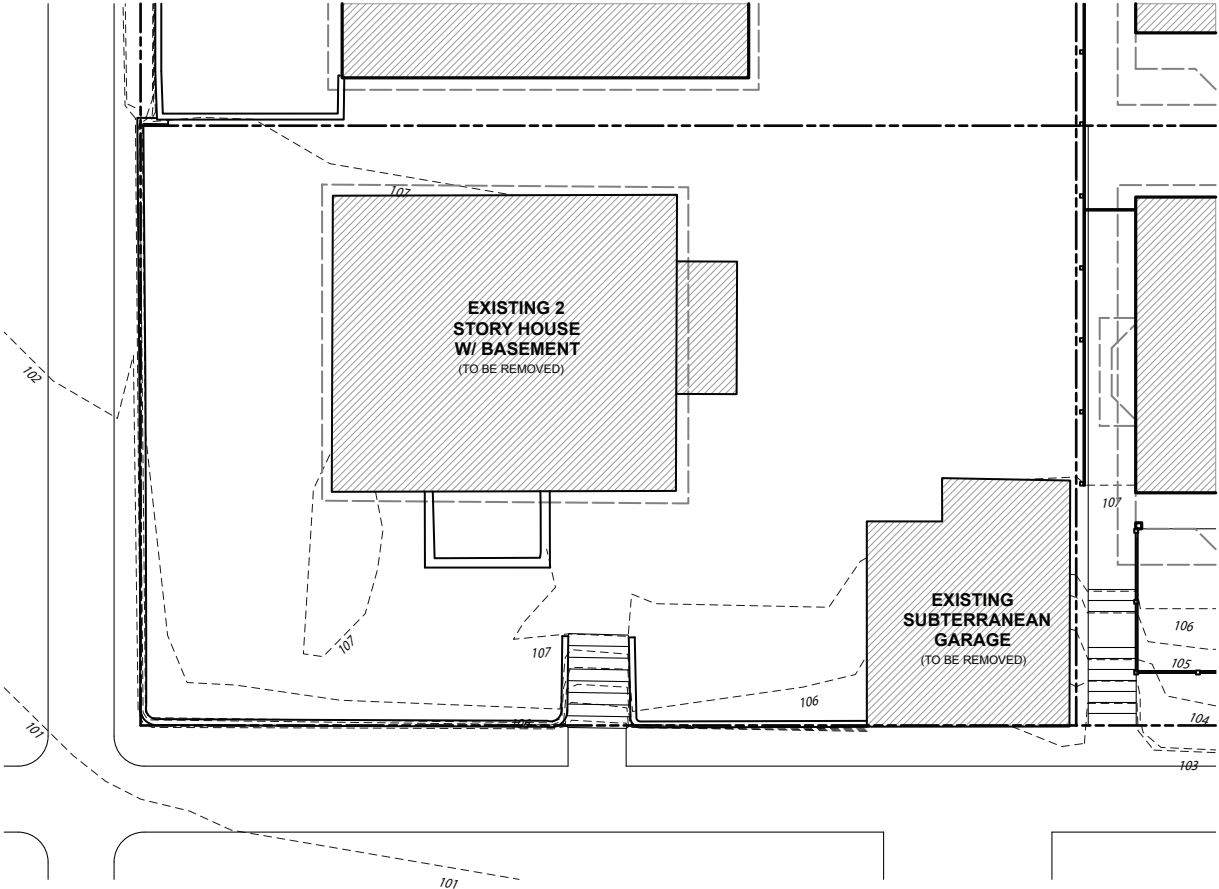 107
EXISTING 2
STORY HOUSE
W/ BASEMENT
(TO BE REMOVED)
102
107
EXISTING
SUBTERRANEAN
GARAGE
(TO BE REMOVED)
106
107
107
105
106
104
106
101
103
101